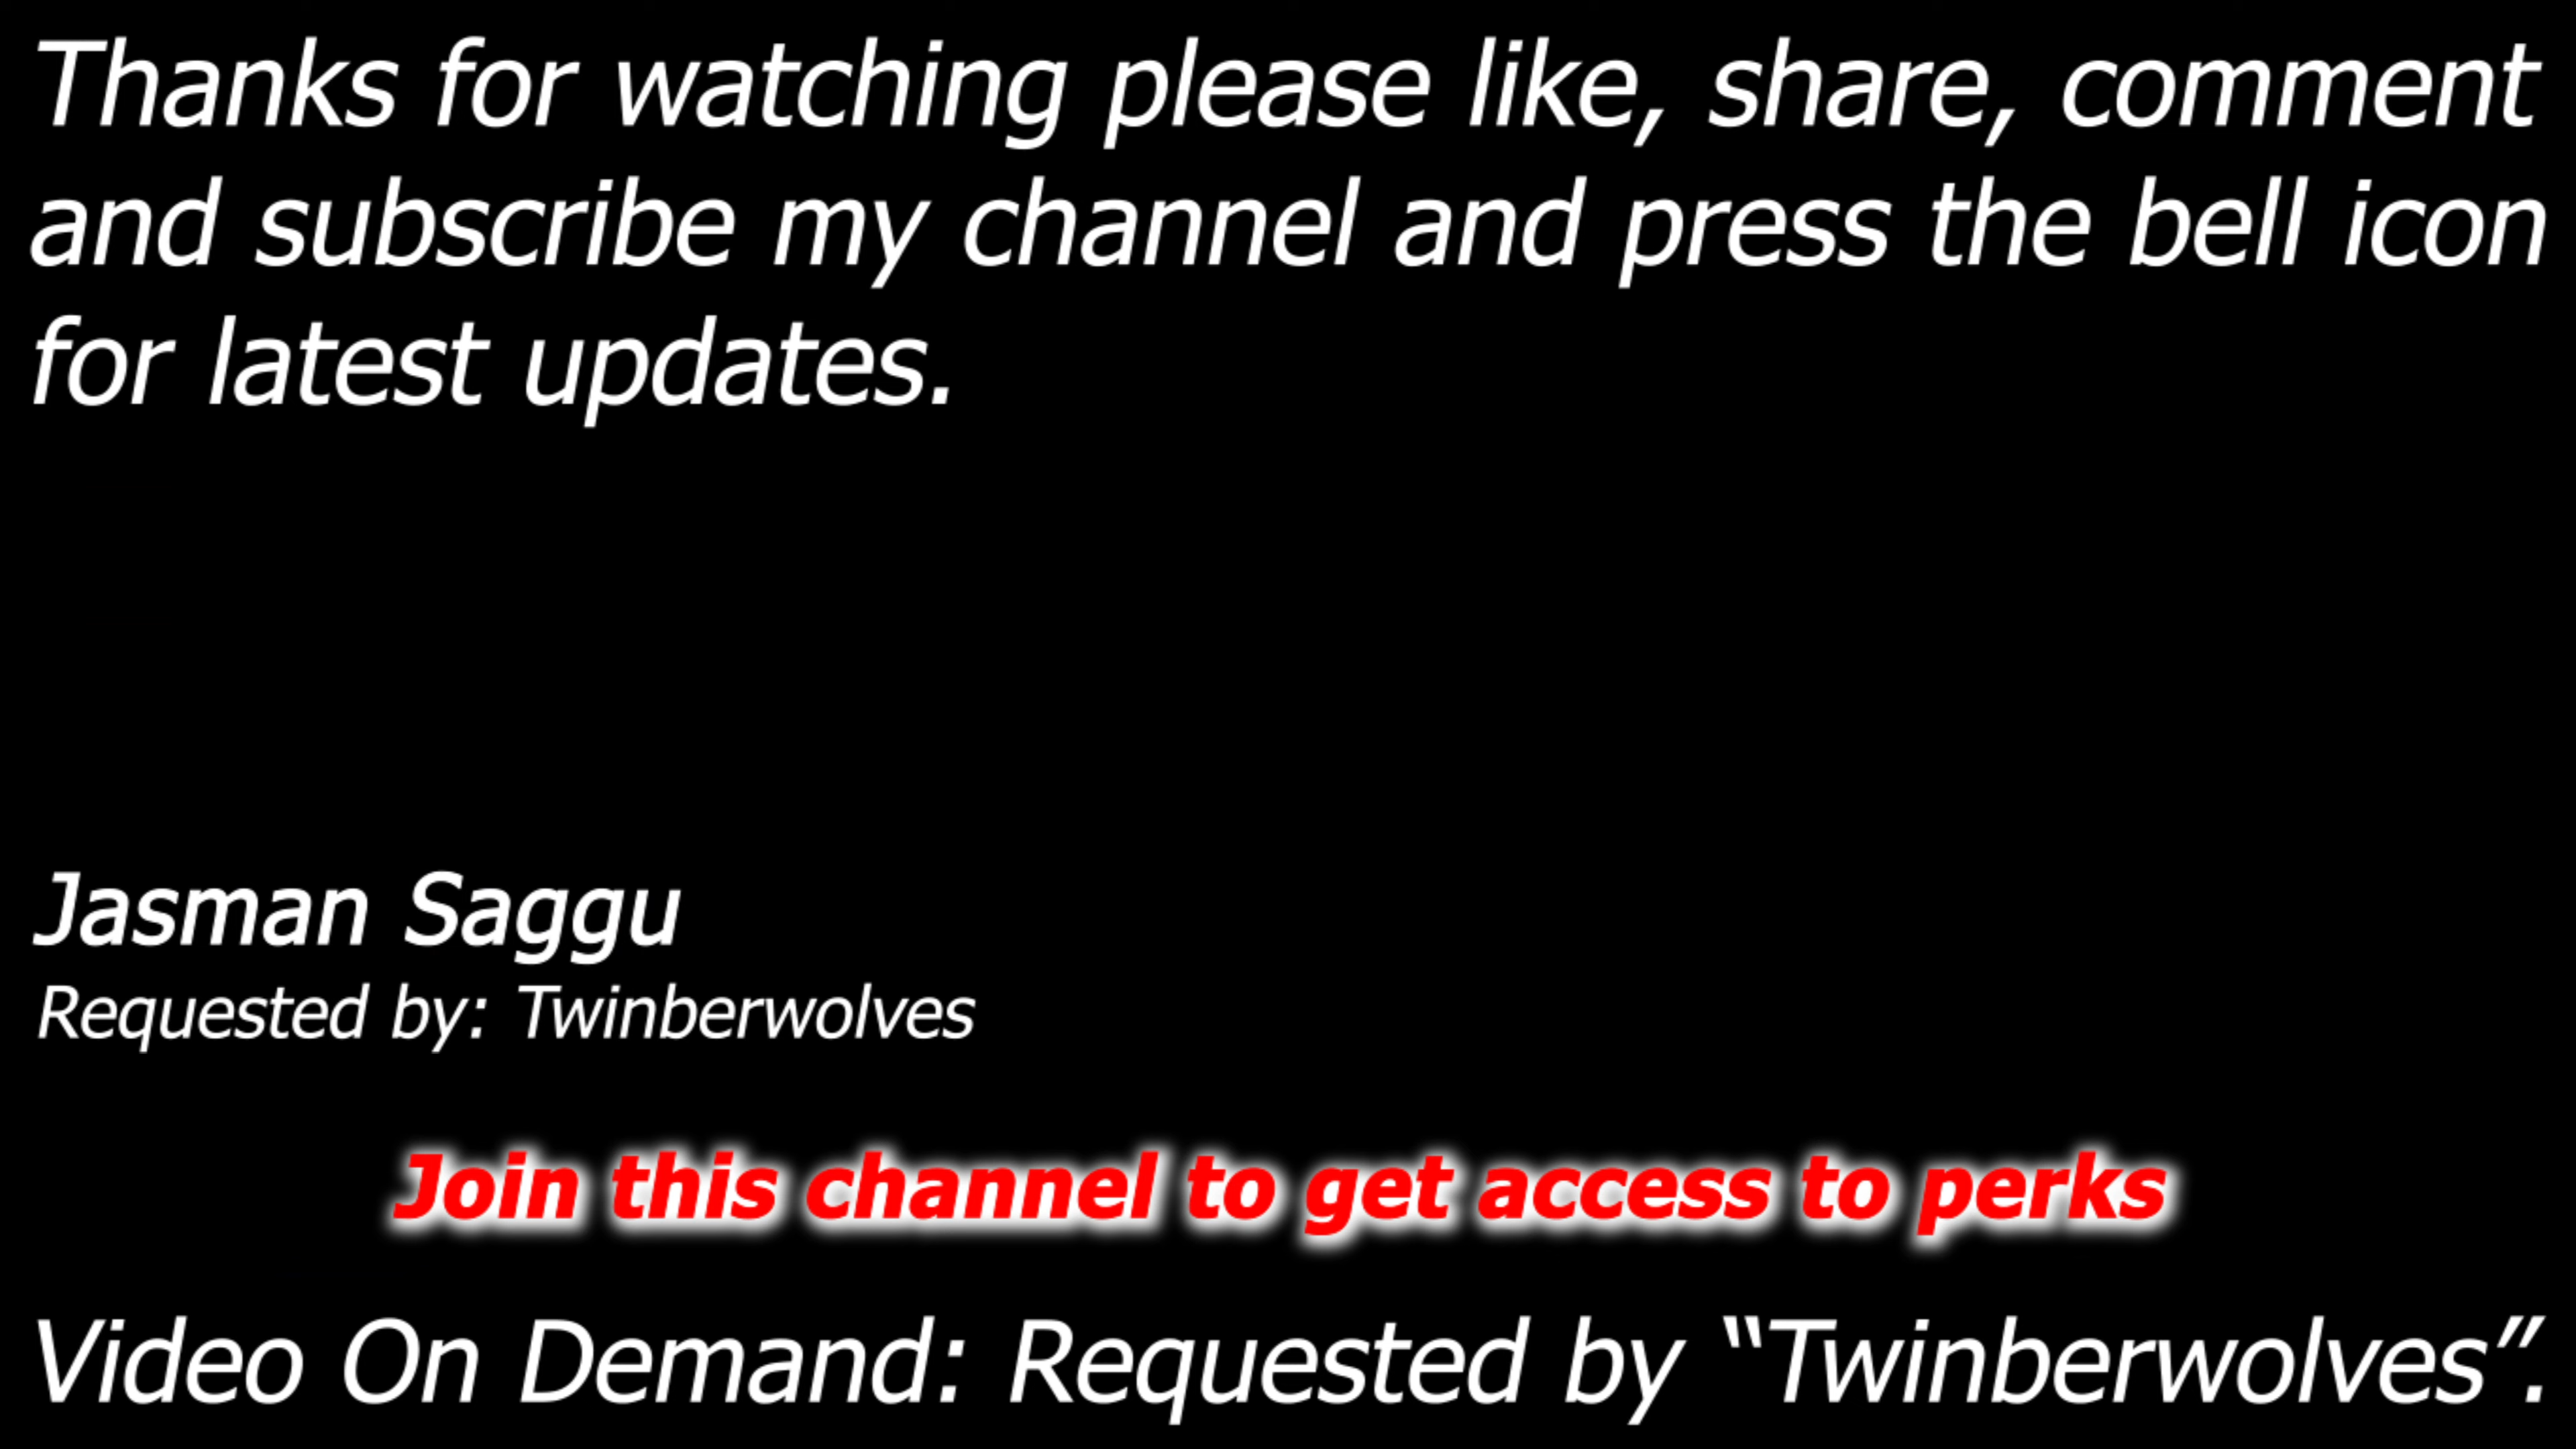 Thanks for watching please like, share, comment
and subscribe my channel and press the bell icon
for latest updates.
Jasman Saggu
Requested by: Twinberwolves
Join this channel to get access to perks
Video On Demand: Requested by “Twinberwolves”.